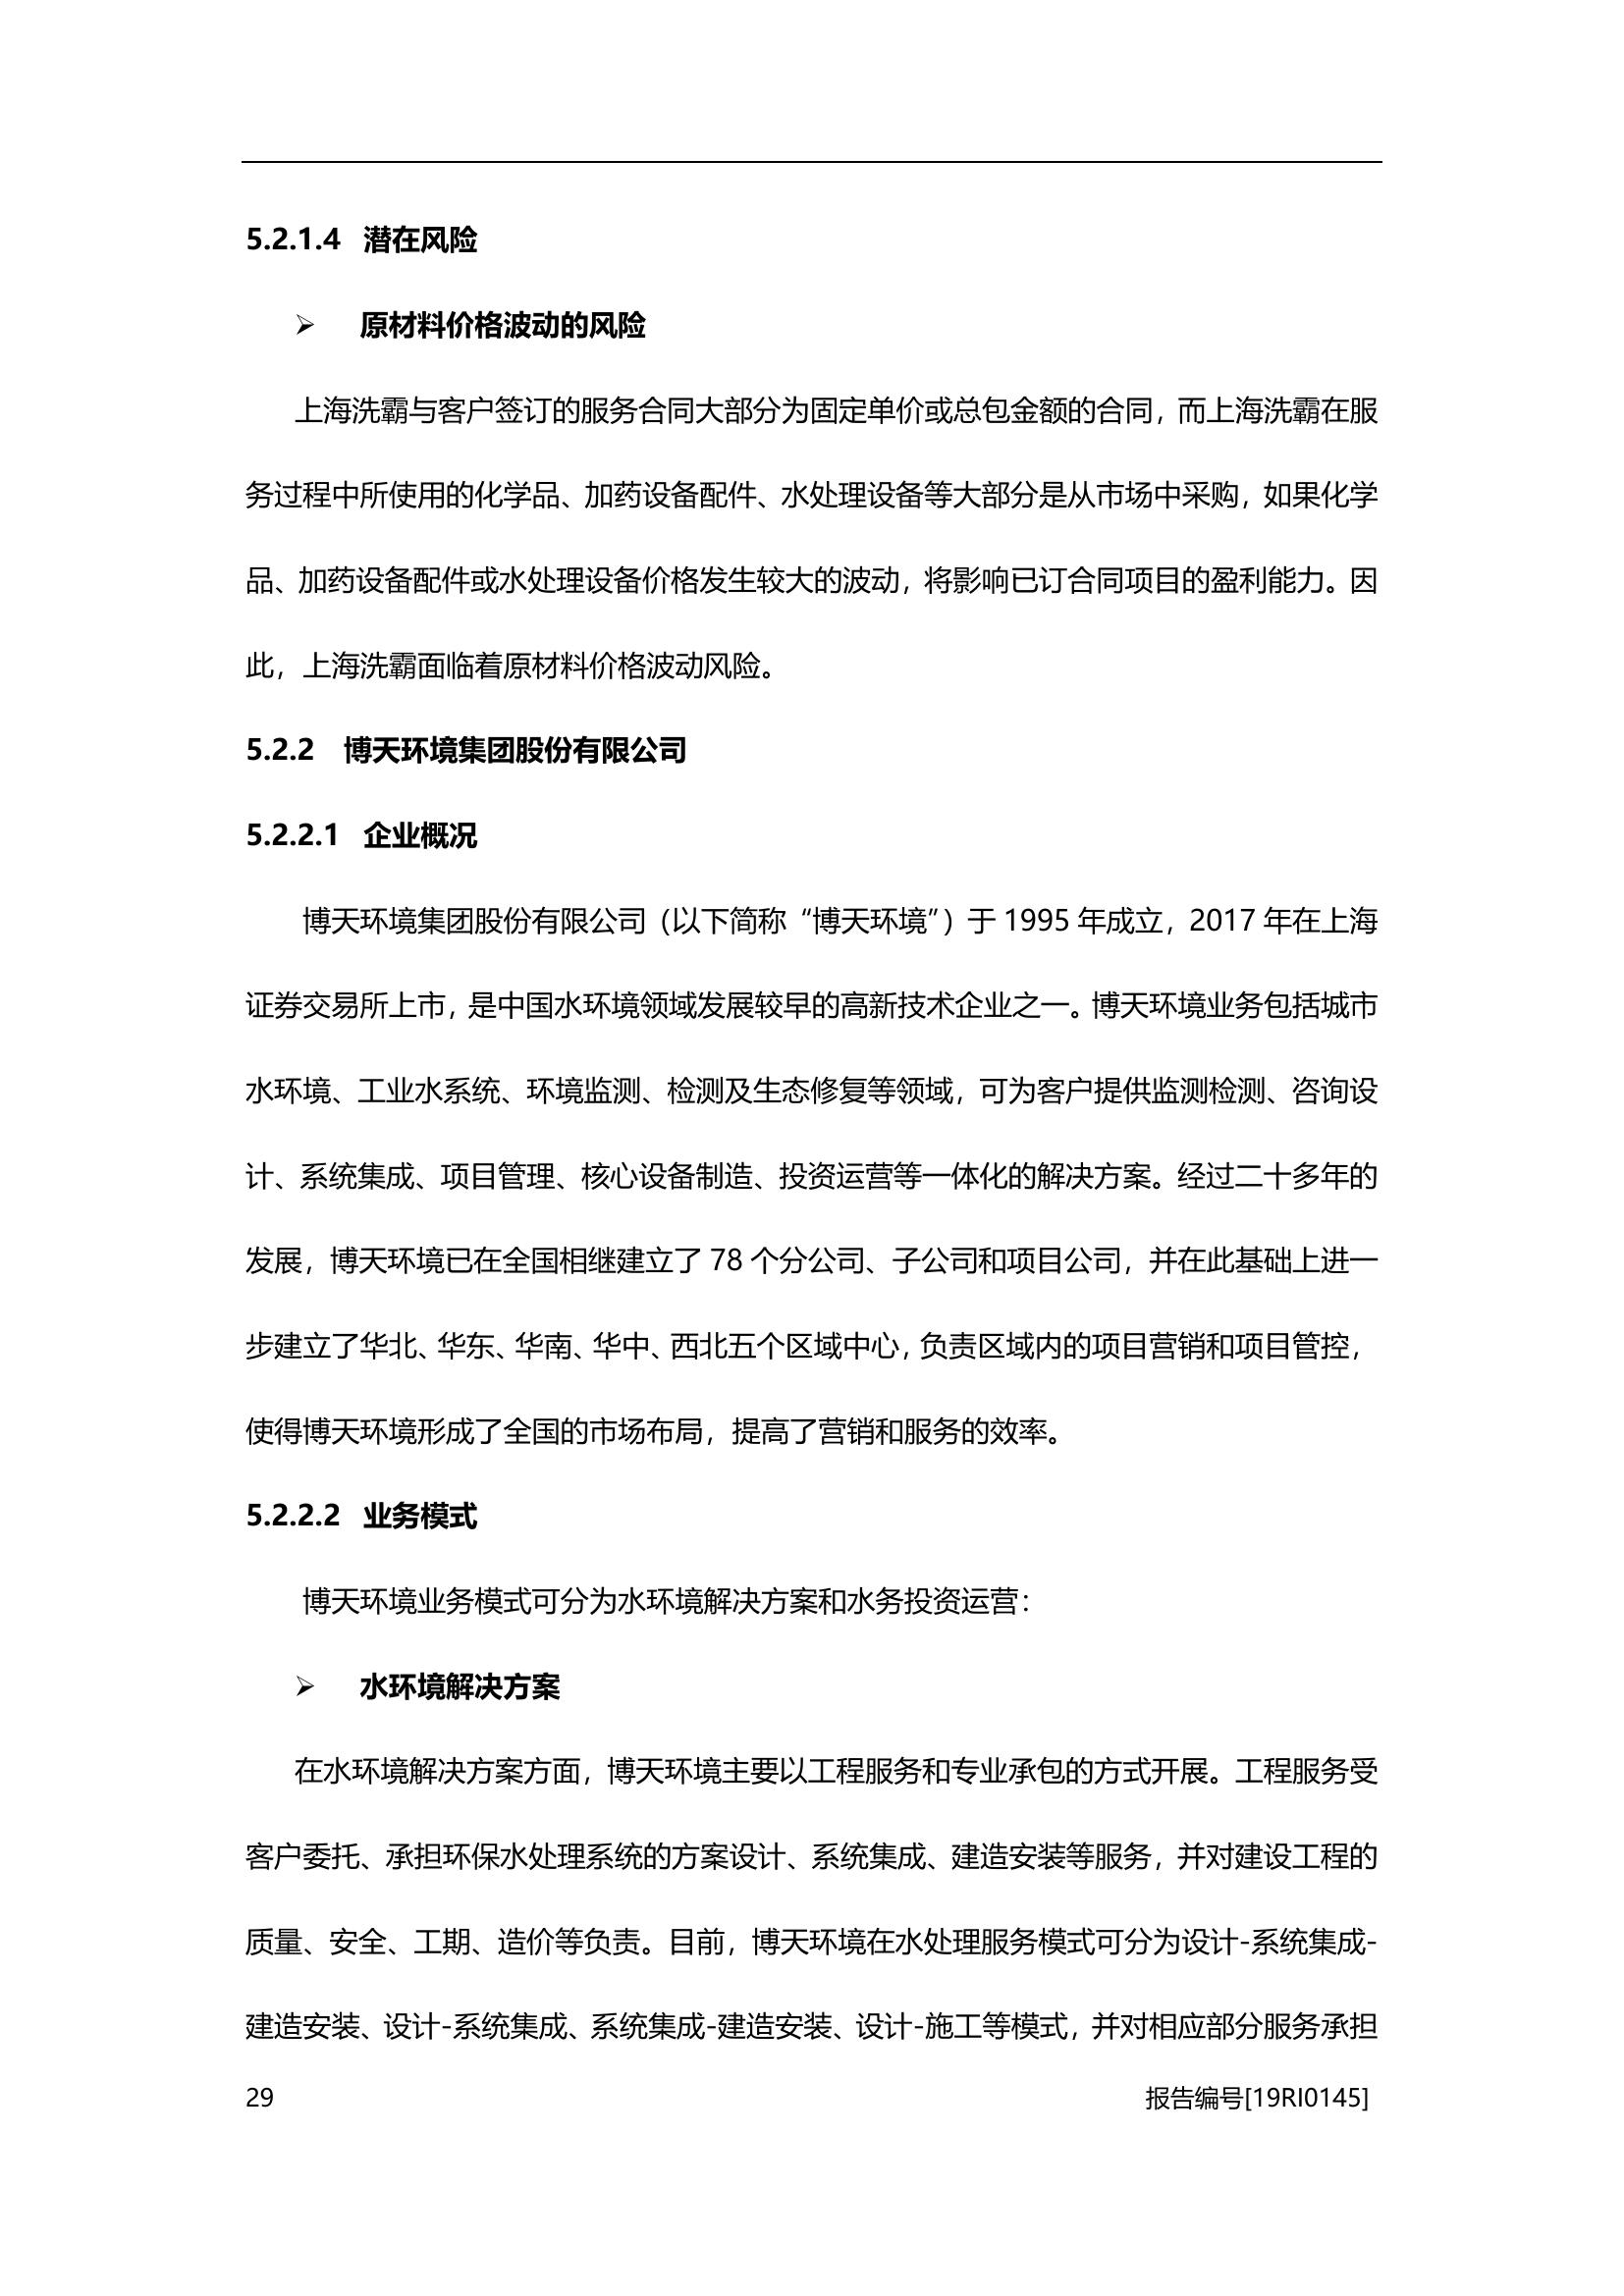 5.2.1.4 潜在风险
➢ 原材料价格波动的风险
上海洗霸与客户签订的服务合同大部分为固定单价或总包金额的合同，而上海洗霸在服
务过程中所使用的化学品、加药设备配件、水处理设备等大部分是从市场中采购，如果化学
品、加药设备配件或水处理设备价格发生较大的波动，将影响已订合同项目的盈利能力。因
此，上海洗霸面临着原材料价格波动风险。
5.2.2 博天环境集团股份有限公司
5.2.2.1 企业概况
博天环境集团股份有限公司（以下简称“博天环境”）于 1995 年成立，2017 年在上海
证券交易所上市，是中国水环境领域发展较早的高新技术企业之一。博天环境业务包括城市
水环境、工业水系统、环境监测、检测及生态修复等领域，可为客户提供监测检测、咨询设
计、系统集成、项目管理、核心设备制造、投资运营等一体化的解决方案。经过二十多年的
发展，博天环境已在全国相继建立了 78 个分公司、子公司和项目公司，并在此基础上进一
步建立了华北、华东、华南、华中、西北五个区域中心，负责区域内的项目营销和项目管控，
使得博天环境形成了全国的市场布局，提高了营销和服务的效率。
5.2.2.2 业务模式
博天环境业务模式可分为水环境解决方案和水务投资运营：
➢ 水环境解决方案
在水环境解决方案方面，博天环境主要以工程服务和专业承包的方式开展。工程服务受
客户委托、承担环保水处理系统的方案设计、系统集成、建造安装等服务，并对建设工程的
质量、安全、工期、造价等负责。目前，博天环境在水处理服务模式可分为设计-系统集成-
建造安装、设计-系统集成、系统集成-建造安装、设计-施工等模式，并对相应部分服务承担
29 报告编号[19RI0145]